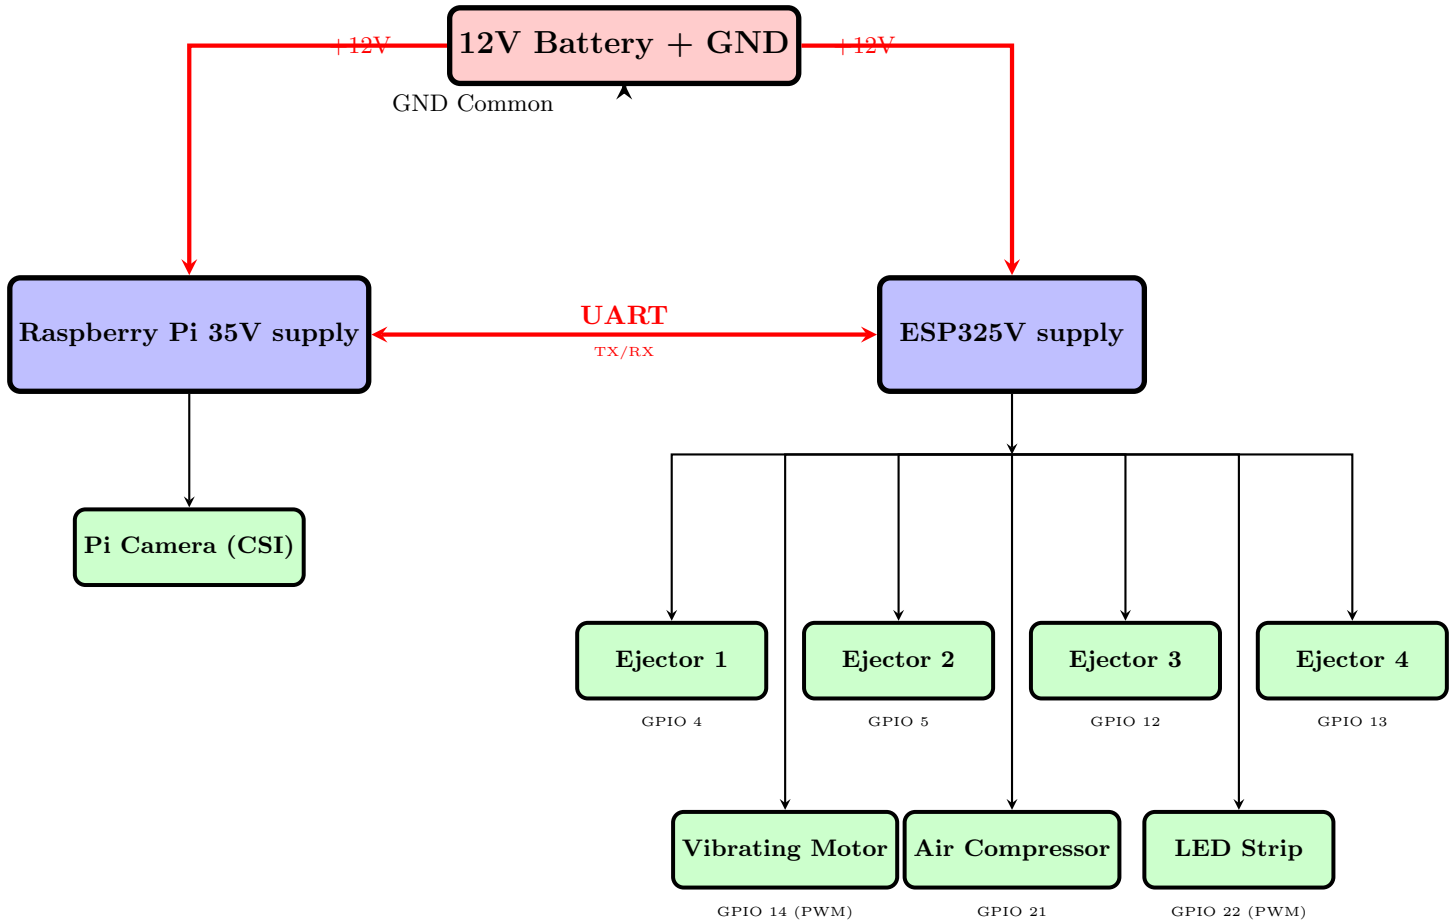 12V Battery + GND
+12V
+12V
GND Common
Raspberry Pi 35V supply
UART
TX/RX
ESP325V supply
Pi Camera (CSI)
Ejector 1
Ejector 2
Ejector 3
Ejector 4
GPIO 4
GPIO 5
GPIO 12
GPIO 13
Vibrating Motor
Air Compressor
LED Strip
GPIO 14 (PWM)
GPIO 21
GPIO 22 (PWM)